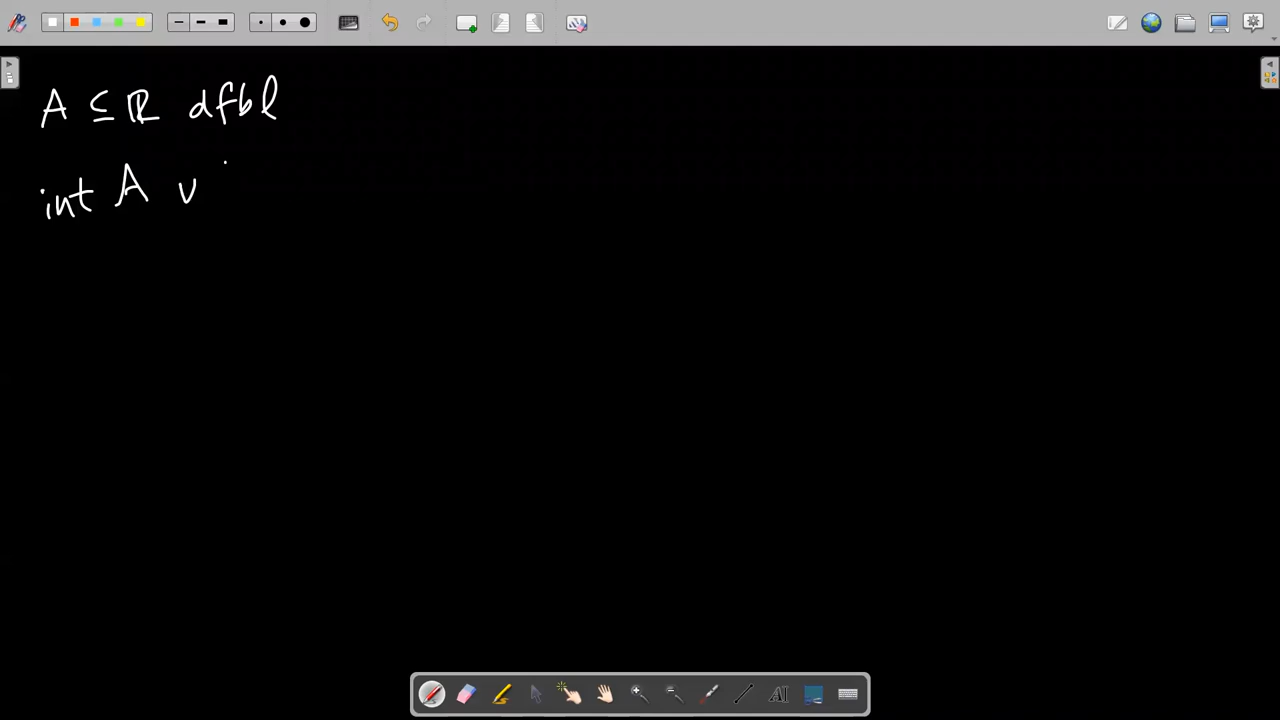 A ⊆ ℝ dfbl
int A v